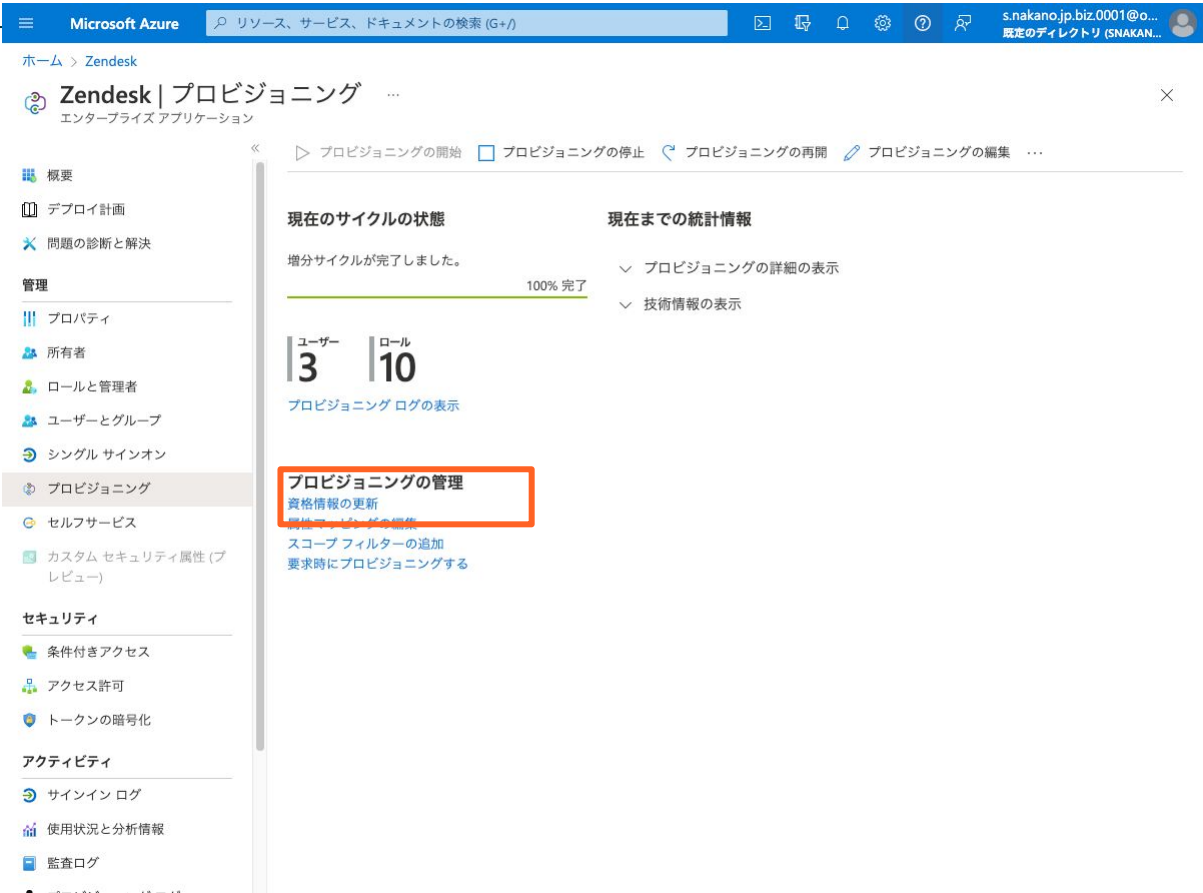 Microsoft Azure
リソース、サービス、ドキュメントの検索 (G+/)
s.nakano.jp.biz.0001@o...
既定のディレクトリ (SNAKAN...
ホーム > Zendesk
Zendesk | プロビジョニング ...
エンタープライズ アプリケーション
プロビジョニングの開始 プロビジョニングの停止 プロビジョニングの再開 プロビジョニングの編集 ...
概要
デプロイ計画
問題の診断と解決
管理
プロパティ
所有者
ロールと管理者
ユーザーとグループ
シングル サインオン
プロビジョニング
セルフサービス
カスタム セキュリティ属性 (プ
レビュー)
セキュリティ
条件付きアクセス
アクセス許可
トークンの暗号化
アクティビティ
サインイン ログ
使用状況と分析情報
監査ログ
現在のサイクルの状態
増分サイクルが完了しました。
100% 完了
ユーザー
3
ロール
10
プロビジョニング ログの表示
プロビジョニングの管理
資格情報の更新
属性マッピングの編集
スコープ フィルターの追加
要求時にプロビジョニングする
現在までの統計情報
プロビジョニングの詳細の表示
技術情報の表示